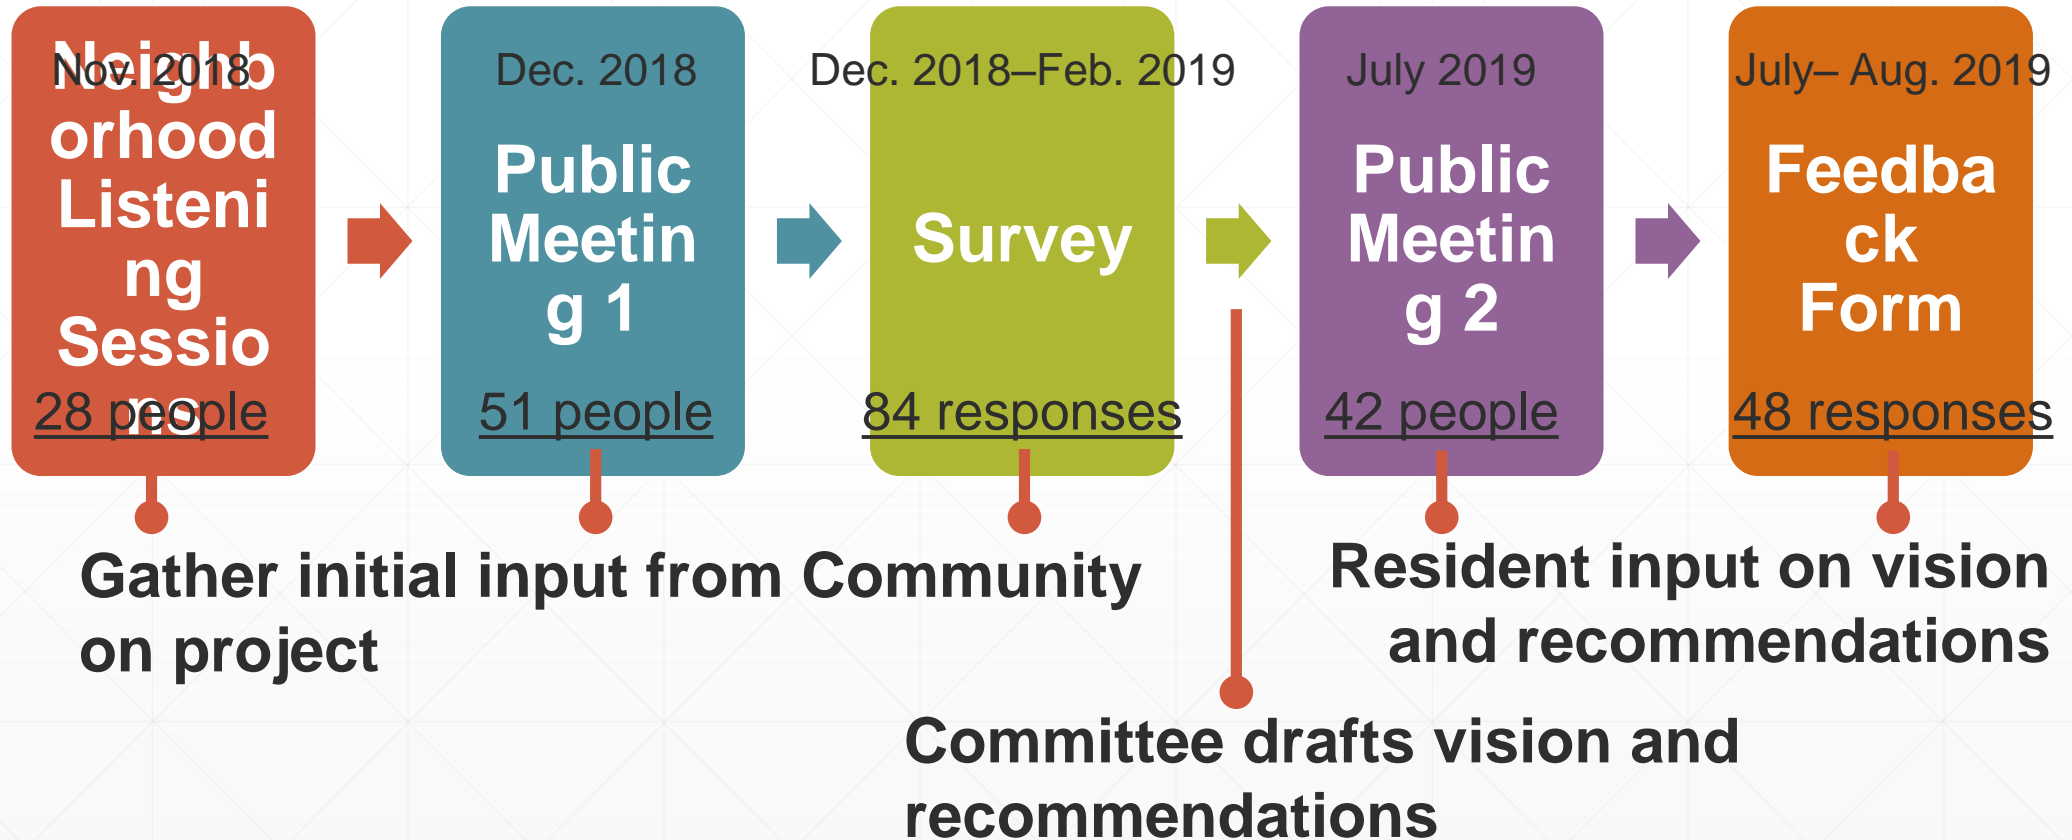 Nov. 2018
Neighb
orhood
Listeni
ng
Sessio
ns
28 people
Dec. 2018
Public
Meetin
g 1
51 people
Dec. 2018–Feb. 2019
Survey
84 responses
July 2019
Public
Meetin
g 2
42 people
July– Aug. 2019
Feedba
ck
Form
48 responses
Gather initial input from Community
on project
Committee drafts vision and
recommendations
Resident input on vision
and recommendations